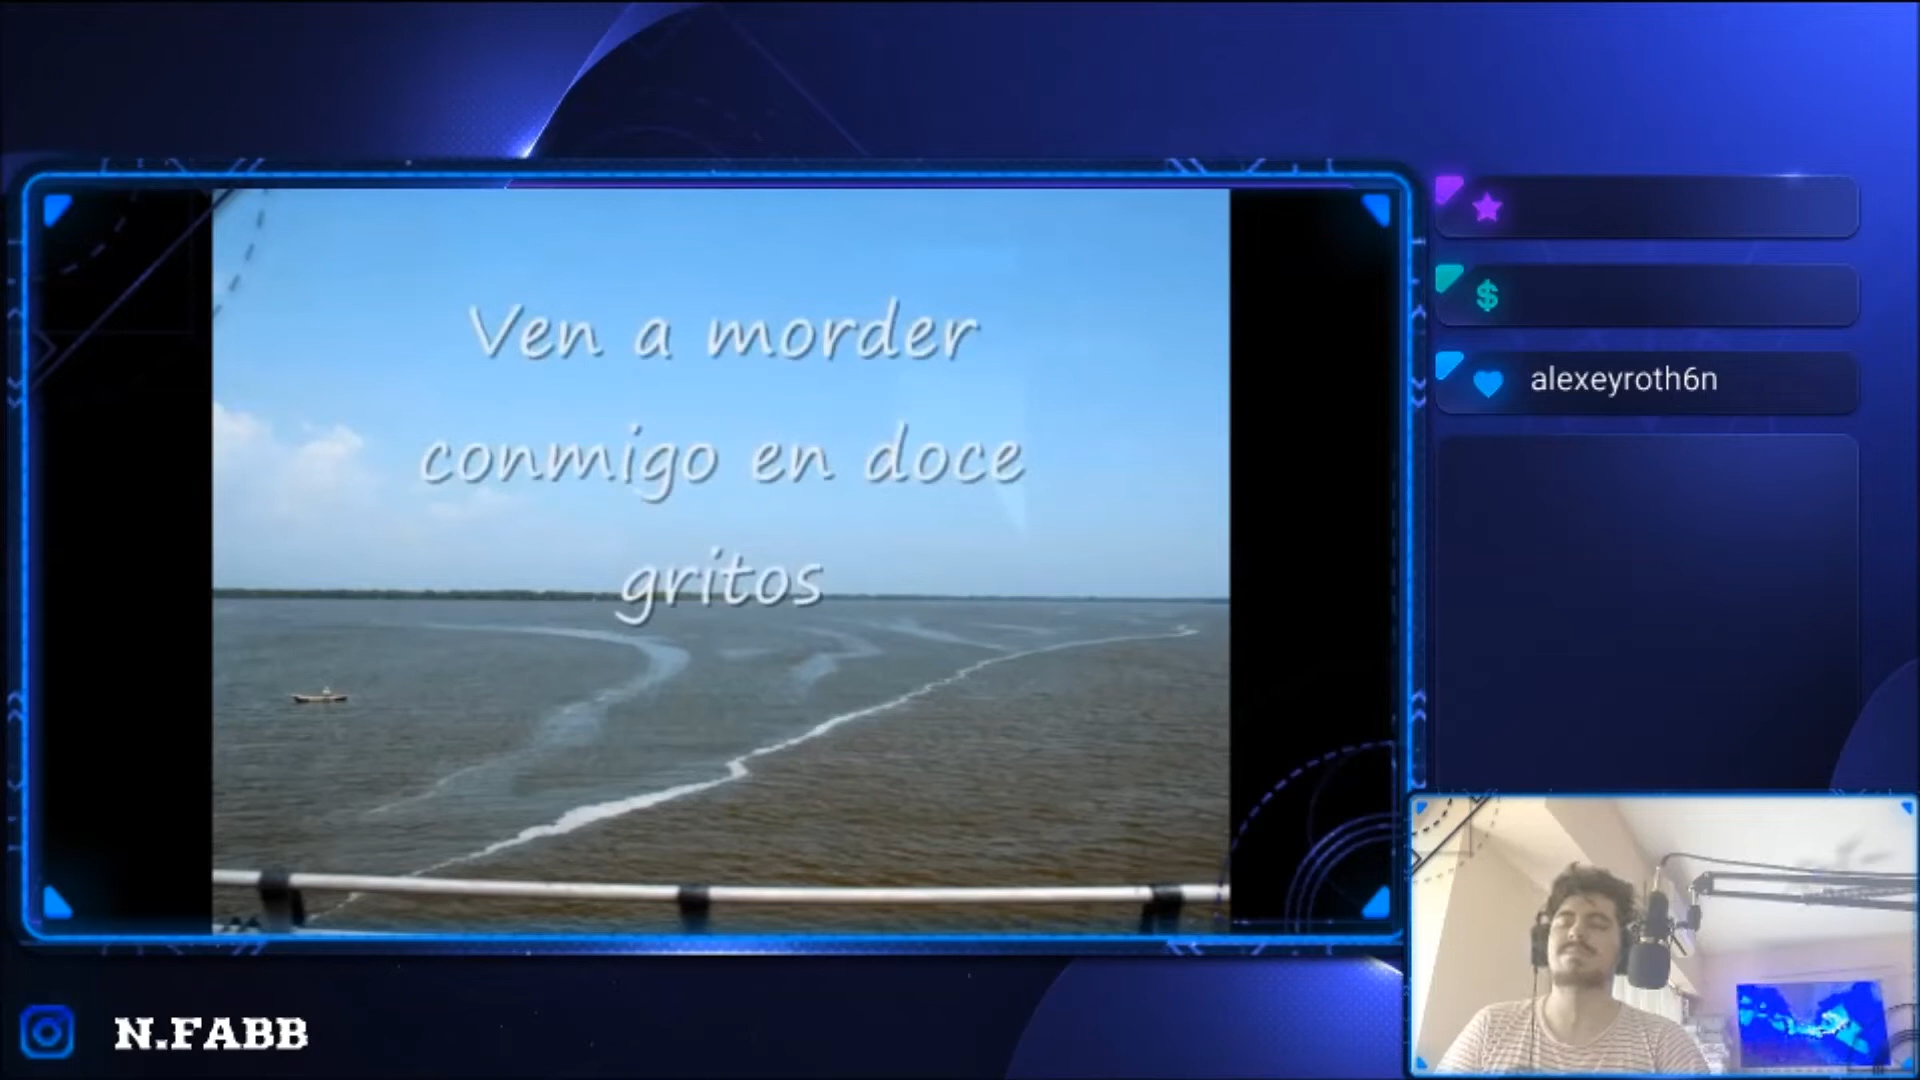 Ven a morder
conmigo en doce
gritos
alexeyroth6n
N.FABB